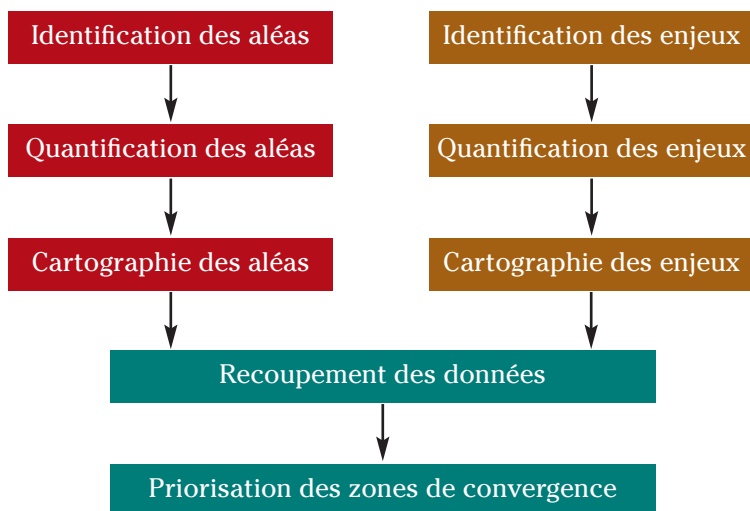 Identification des aléas
Identification des enjeux
Quantification des aléas
Quantification des enjeux
Cartographie des aléas
Cartographie des enjeux
Recoupement des données
Priorisation des zones de convergence